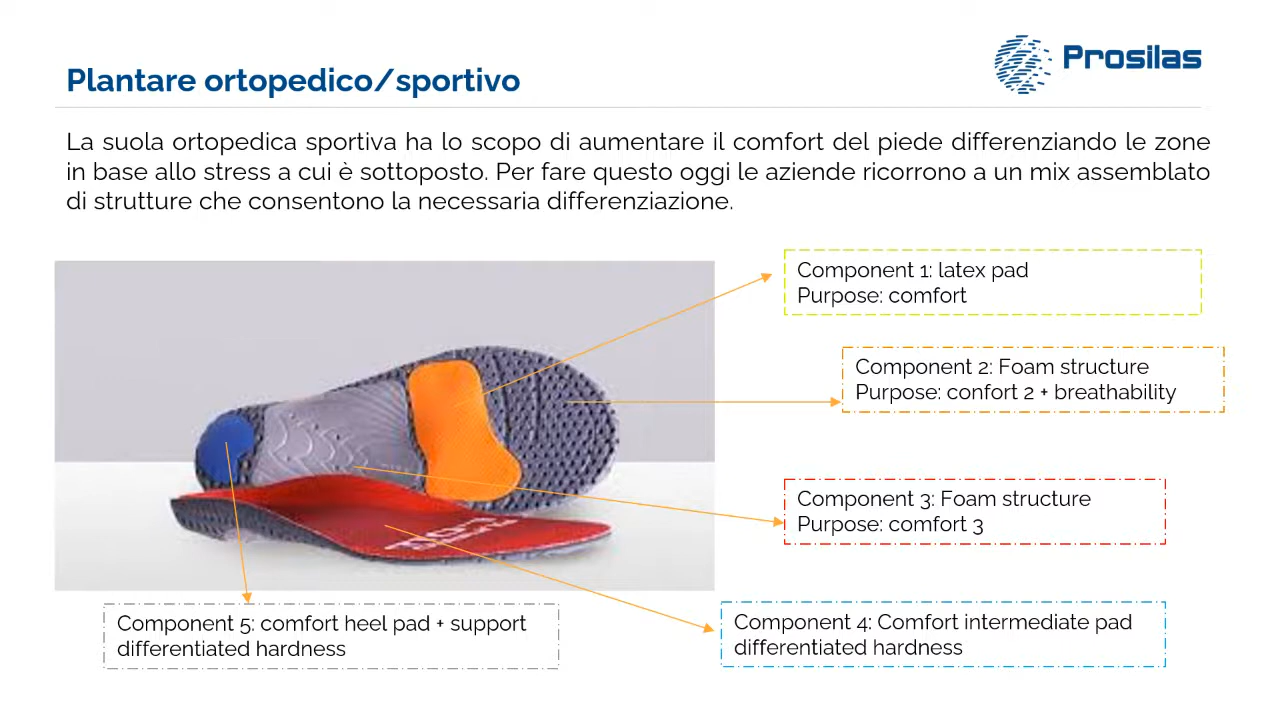 Plantare ortopedico/sportivo
Prosilas
La suola ortopedica sportiva ha lo scopo di aumentare il comfort del piede differenziando le zone
in base allo stress a cui è sottoposto. Per fare questo oggi le aziende ricorrono a un mix assemblato
di strutture che consentono la necessaria differenziazione.
Component 1: latex pad
Purpose: comfort
Component 2: Foam structure
Purpose: confort 2 + breathability
Component 3: Foam structure
Purpose: comfort 3
Component 4: Comfort intermediate pad
differentiated hardness
Component 5: comfort heel pad + support
differentiated hardness